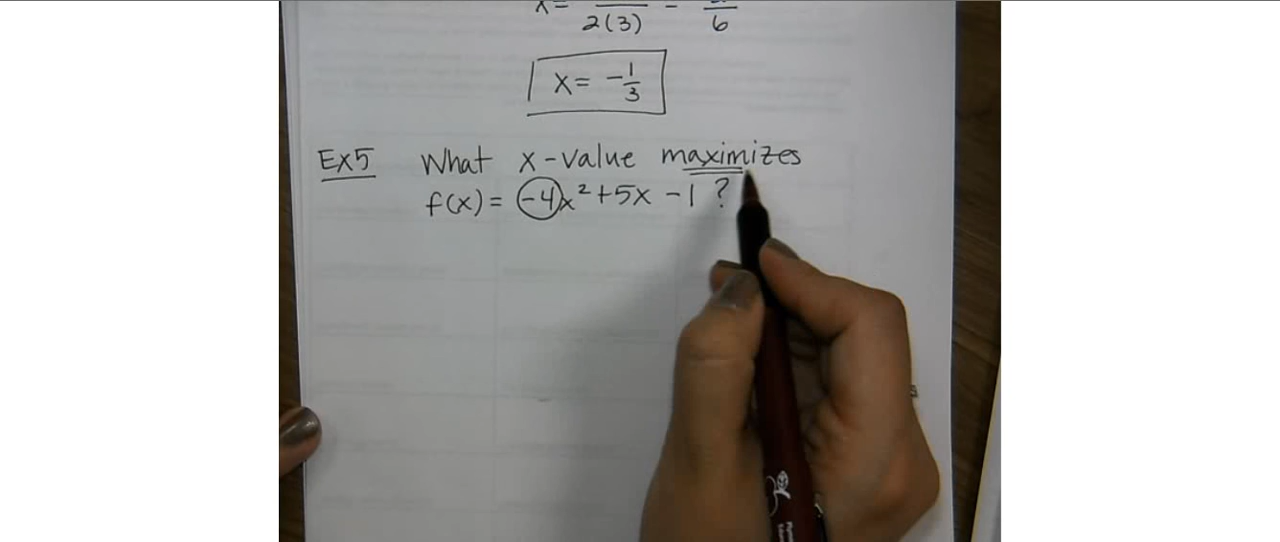 x = 2(3) - 6
x = -1/3
Ex5 What x-value maximizes
f(x) = -4x² + 5x - 1 ?